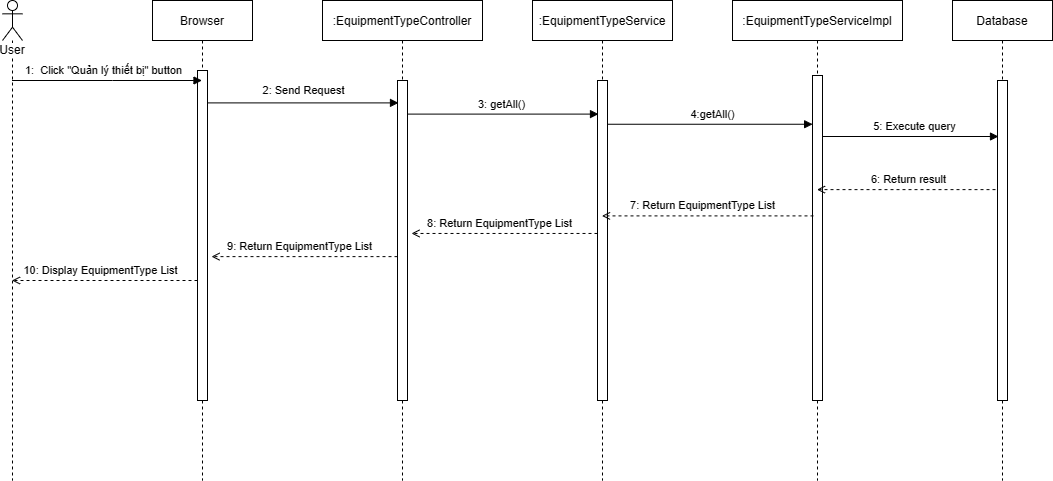 Browser
:EquipmentTypeController
:EquipmentTypeService
:EquipmentTypeServiceImpl
Database
User
1: Click "Quản lý thiết bị" button
2: Send Request
3: getAll()
4:getAll()
5: Execute query
6: Return result
7: Return EquipmentType List
8: Return EquipmentType List
9: Return EquipmentType List
10: Display EquipmentType List